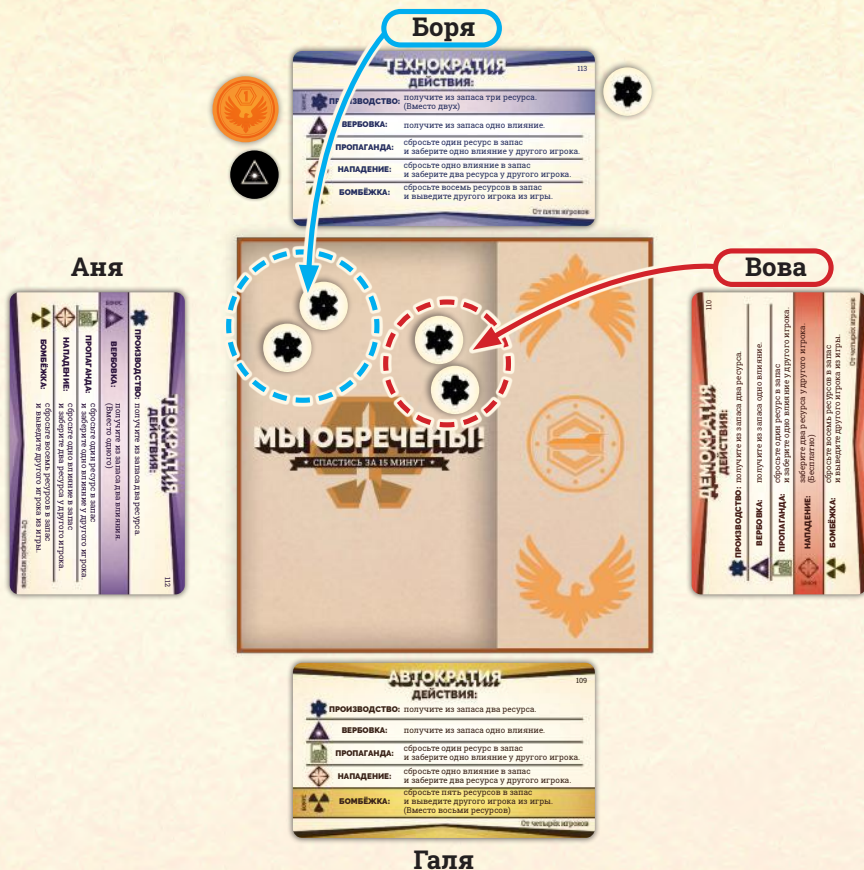 Боря
ТЕХНОКРАТИЯ
113
ДЕЙСТВИЯ:
БОНУС
ПРОИЗВОДСТВО: получите из запаса три ресурса.
(Вместо двух)
ВЕРБОВКА: получите из запаса одно влияние.
ПРОПАГАНДА: сбросьте один ресурс в запас
и заберите одно влияние у другого игрока.
НАПАДЕНИЕ: сбросьте одно влияние в запас
и заберите два ресурса у другого игрока.
БОМБЁЖКА: сбросьте восемь ресурсов в запас
и выведите другого игрока из игры.
От пяти игроков
Аня
ТЕОКРАТИЯ
112
ДЕЙСТВИЯ:
ПРОИЗВОДСТВО: получите из запаса два ресурса.
БОНУС
ВЕРБОВКА: получите из запаса два влияния.
(Вместо одного)
ПРОПАГАНДА: сбросьте один ресурс в запас
и заберите одно влияние у другого игрока.
НАПАДЕНИЕ: сбросьте одно влияние в запас
и заберите два ресурса у другого игрока.
БОМБЁЖКА: сбросьте восемь ресурсов в запас
и выведите другого игрока из игры.
От четырёх игроков
МЫ ОБРЕЧЕНЫ!
СПАСТИСЬ ЗА 15 МИНУТ
Вова
110
ДЕМОКРАТИЯ
ДЕЙСТВИЯ:
ПРОИЗВОДСТВО: получите из запаса два ресурса.
ВЕРБОВКА: получите из запаса одно влияние.
ПРОПАГАНДА: сбросьте один ресурс в запас
и заберите одно влияние у другого игрока.
БОНУС
НАПАДЕНИЕ: заберите два ресурса у другого игрока.
(Бесплатно)
БОМБЁЖКА: сбросьте восемь ресурсов в запас
и выведите другого игрока из игры.
От четырёх игроков
АВТОКРАТИЯ
109
ДЕЙСТВИЯ:
ПРОИЗВОДСТВО: получите из запаса два ресурса.
ВЕРБОВКА: получите из запаса одно влияние.
ПРОПАГАНДА: сбросьте один ресурс в запас
и заберите одно влияние у другого игрока.
НАПАДЕНИЕ: сбросьте одно влияние в запас
и заберите два ресурса у другого игрока.
БОНУС
БОМБЁЖКА: сбросьте пять ресурсов в запас
и выведите другого игрока из игры.
(Вместо восьми ресурсов)
От четырёх игроков
Галя